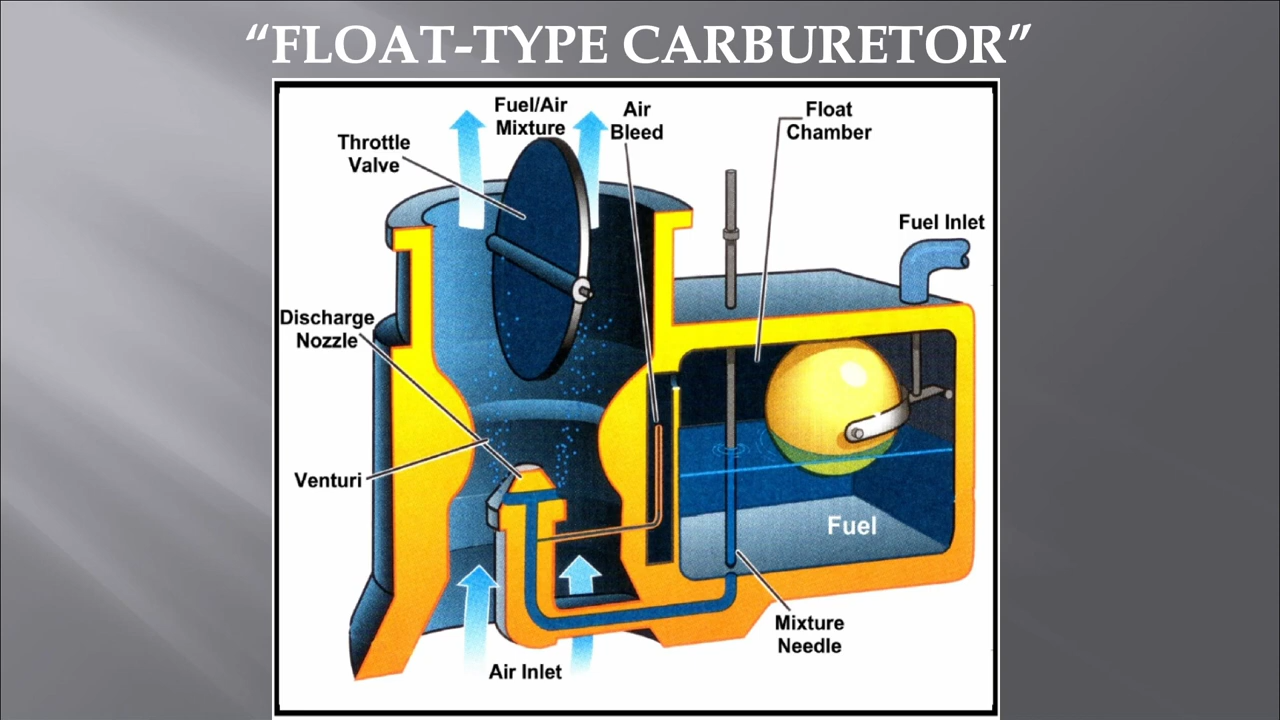 “FLOAT-TYPE CARBURETOR”
Fuel/Air
Mixture
Air
Bleed
Float
Chamber
Throttle
Valve
Fuel Inlet
Discharge
Nozzle
Venturi
Fuel
Mixture
Needle
Air Inlet